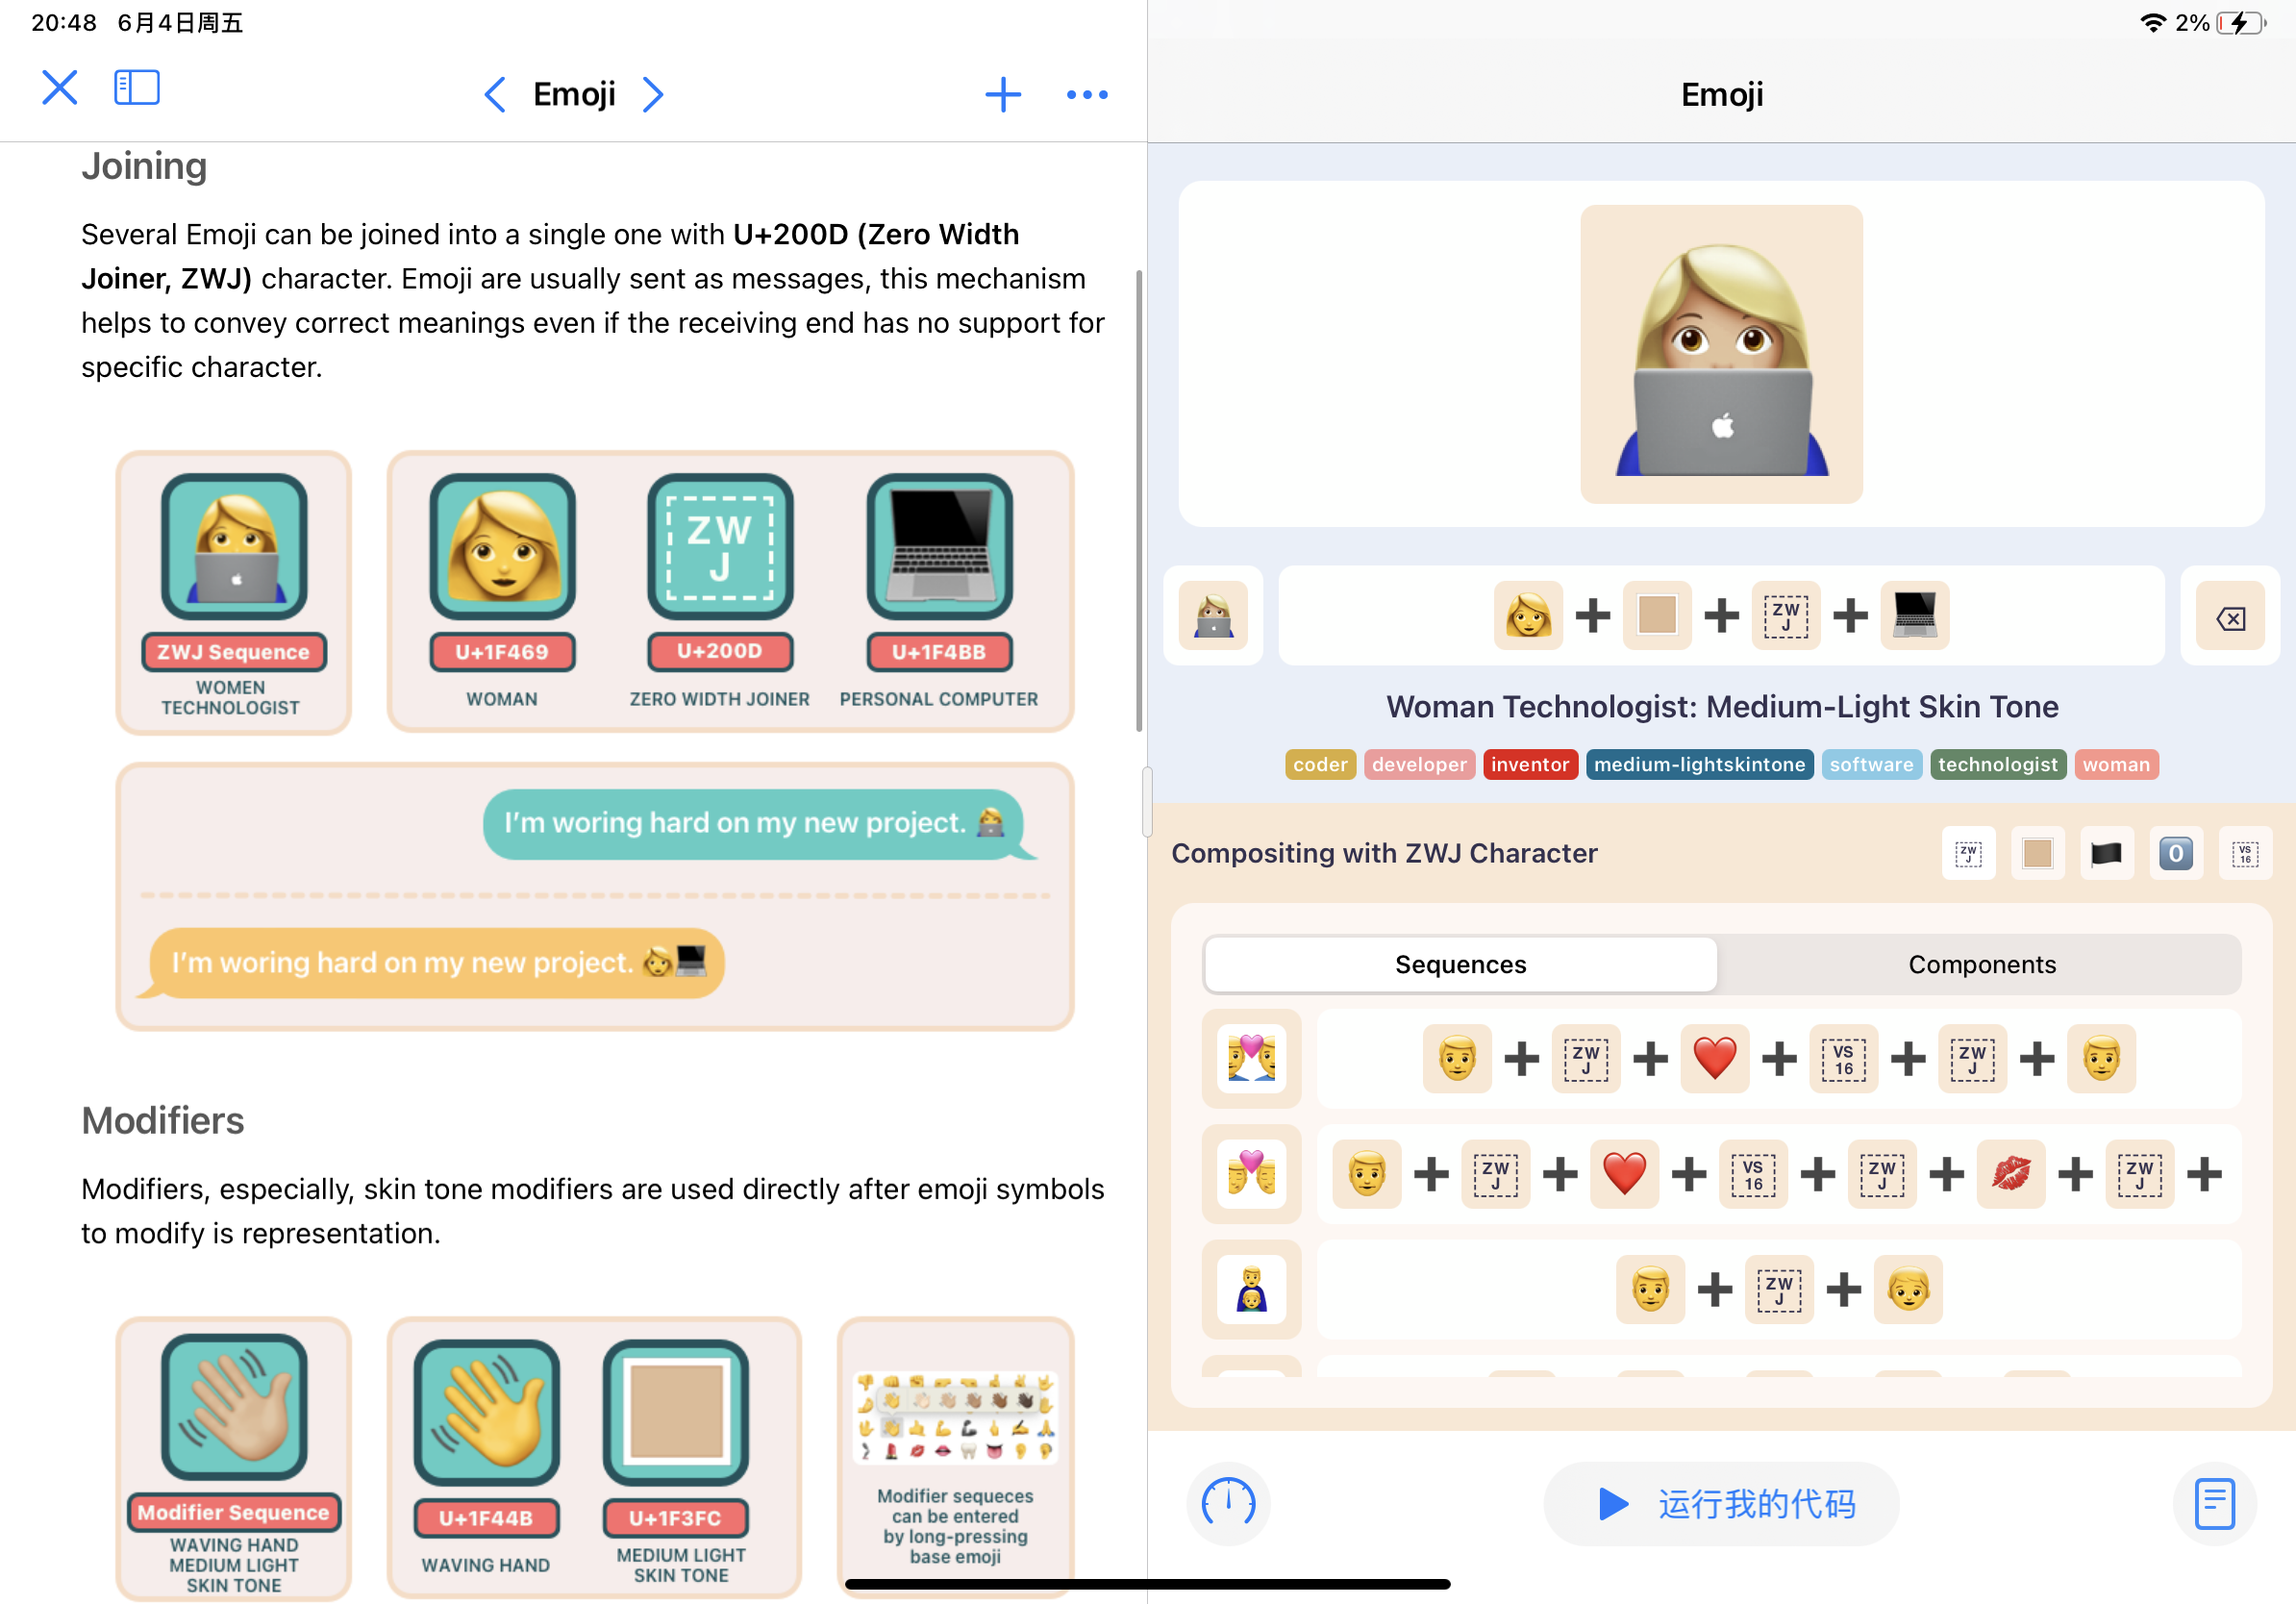 20:48 6月4日周五
2%
Emoji
Joining
Several Emoji can be joined into a single one with U+200D (Zero Width
Joiner, ZWJ) character. Emoji are usually sent as messages, this mechanism
helps to convey correct meanings even if the receiving end has no support for
specific character.
ZW
J
ZWJ Sequence
U+1F469
U+200D
U+1F4BB
WOMEN
TECHNOLOGIST
WOMAN
ZERO WIDTH JOINER
PERSONAL COMPUTER
I'm woring hard on my new project.
I'm woring hard on my new project.
Modifiers
Modifiers, especially, skin tone modifiers are used directly after emoji symbols
to modify is representation.
Modifier Sequence
WAVING HAND
MEDIUM LIGHT
SKIN TONE
U+1F44B
WAVING HAND
U+1F3FC
MEDIUM LIGHT
SKIN TONE
Modifier sequeces
can be entered
by long-pressing
base emoji
Emoji
ZW
J
Woman Technologist: Medium-Light Skin Tone
coder developer inventor medium-lightskintone software technologist woman
Compositing with ZWJ Character
ZW
J
0
VS
16
Sequences
Components
ZW
J
VS
16
ZW
J
ZW
J
VS
16
ZW
J
ZW
J
ZW
J
运行我的代码